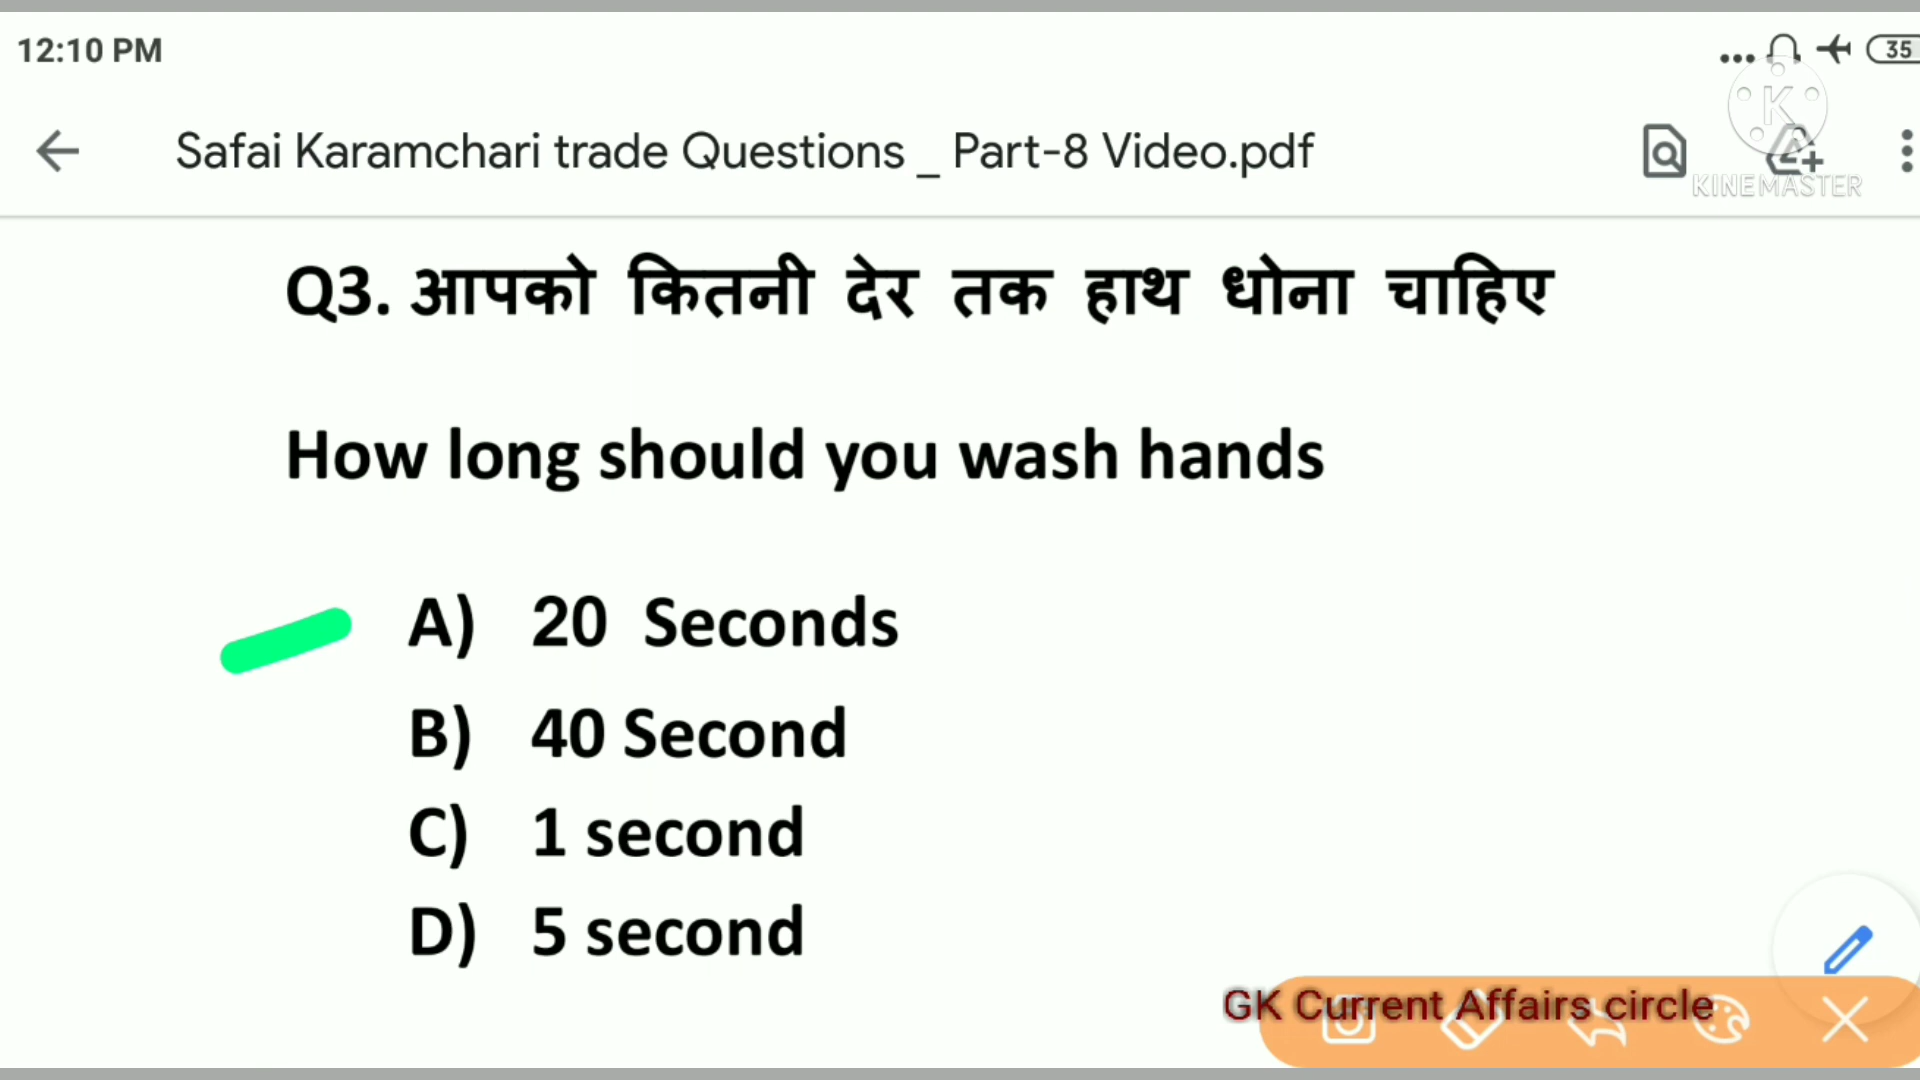 12:10 PM
35
Safai Karamchari trade Questions _ Part-8 Video.pdf
K
KINEMASTER
Q3. आपको कितनी देर तक हाथ धोना चाहिए
How long should you wash hands
A) 20 Seconds
B) 40 Second
C) 1 second
D) 5 second
GK Current Affairs circle